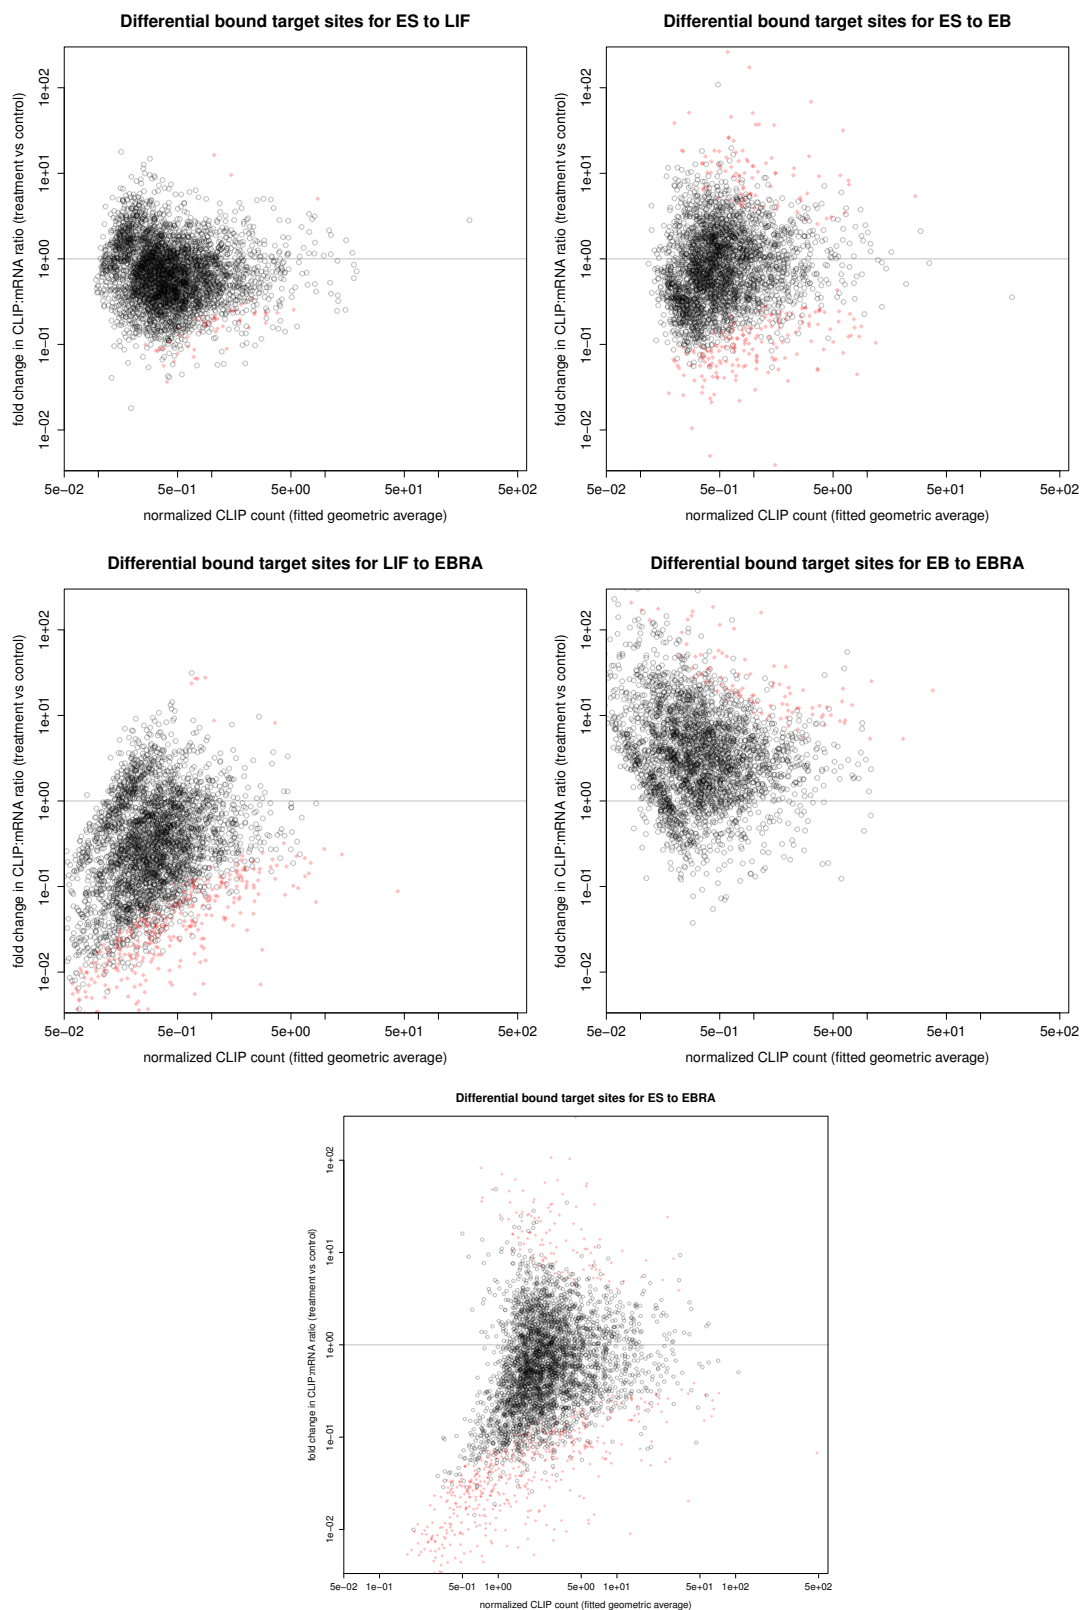 Differential bound target sites for ES to LIF
fold change in CLIP:mRNA ratio (treatment vs control)
1e+02
1e+01
1e+00
1e−01
1e−02
5e−02 5e−01 5e+00 5e+01 5e+02
normalized CLIP count (fitted geometric average)
Differential bound target sites for ES to EB
fold change in CLIP:mRNA ratio (treatment vs control)
1e+02
1e+01
1e+00
1e−01
1e−02
5e−02 5e−01 5e+00 5e+01 5e+02
normalized CLIP count (fitted geometric average)
Differential bound target sites for LIF to EBRA
fold change in CLIP:mRNA ratio (treatment vs control)
1e+02
1e+01
1e+00
1e−01
1e−02
5e−02 5e−01 5e+00 5e+01 5e+02
normalized CLIP count (fitted geometric average)
Differential bound target sites for EB to EBRA
fold change in CLIP:mRNA ratio (treatment vs control)
1e+02
1e+01
1e+00
1e−01
1e−02
5e−02 5e−01 5e+00 5e+01 5e+02
normalized CLIP count (fitted geometric average)
Differential bound target sites for ES to EBRA
fold change in CLIP:mRNA ratio (treatment vs control)
1e+02
1e+01
1e+00
1e−01
1e−02
5e−02 1e−01 5e−01 1e+00 5e+00 1e+01 5e+01 1e+02 5e+02
normalized CLIP count (fitted geometric average)